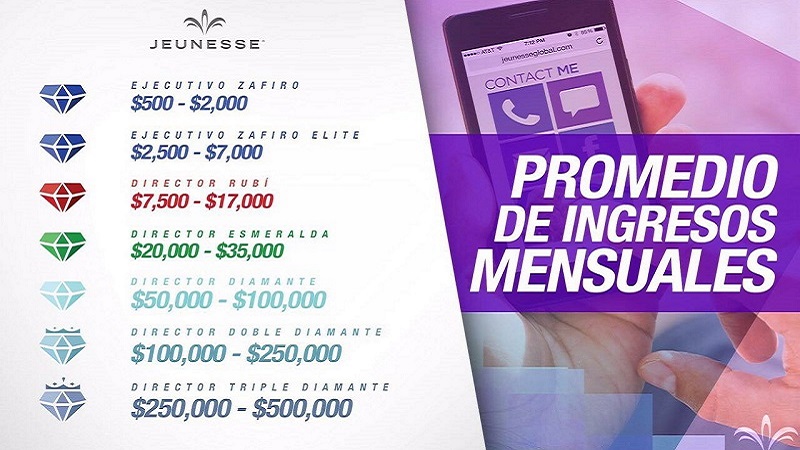 JEUNESSE
EJECUTIVO ZAFIRO
$500 - $2,000
EJECUTIVO ZAFIRO ELITE
$2,500 - $7,000
DIRECTOR RUBÍ
$7,500 - $17,000
DIRECTOR ESMERALDA
$20,000 - $35,000
DIRECTOR DIAMANTE
$50,000 - $100,000
DIRECTOR DOBLE DIAMANTE
$100,000 - $250,000
DIRECTOR TRIPLE DIAMANTE
$250,000 - $500,000
AT&T 7:12 PM 95%
jeunesseglobal.com
CONTACT ME
PROMEDIO
DE INGRESOS
MENSUALES